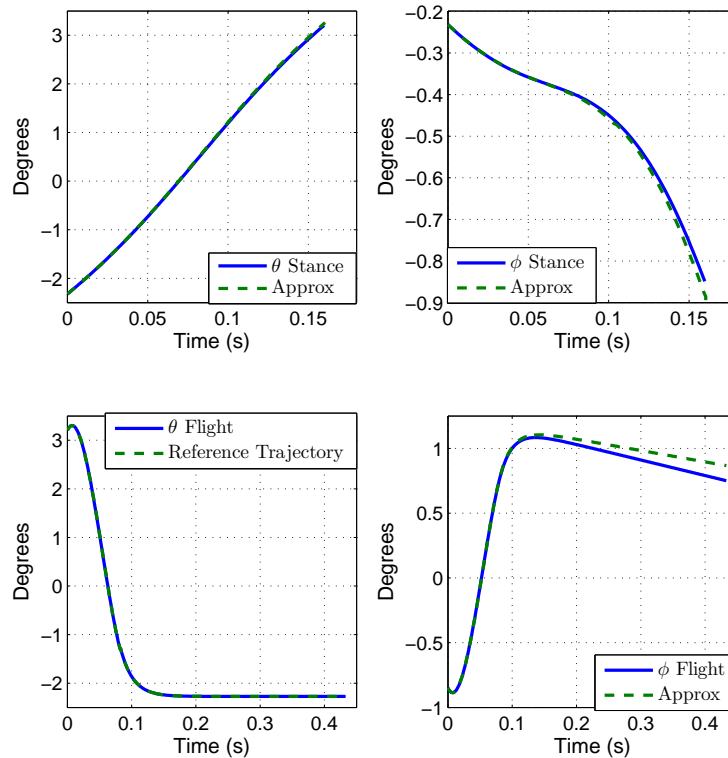 3
2
1
0
−1
−2
Degrees
0
0.05
0.1
0.15
Time (s)
θ Stance
Approx
−0.2
−0.3
−0.4
−0.5
−0.6
−0.7
−0.8
−0.9
Degrees
0
0.05
0.1
0.15
Time (s)
ϕ Stance
Approx
3
2
1
0
−1
−2
Degrees
0
0.1
0.2
0.3
0.4
Time (s)
θ Flight
Reference Trajectory
1
0.5
0
−0.5
−1
Degrees
0
0.1
0.2
0.3
0.4
Time (s)
ϕ Flight
Approx